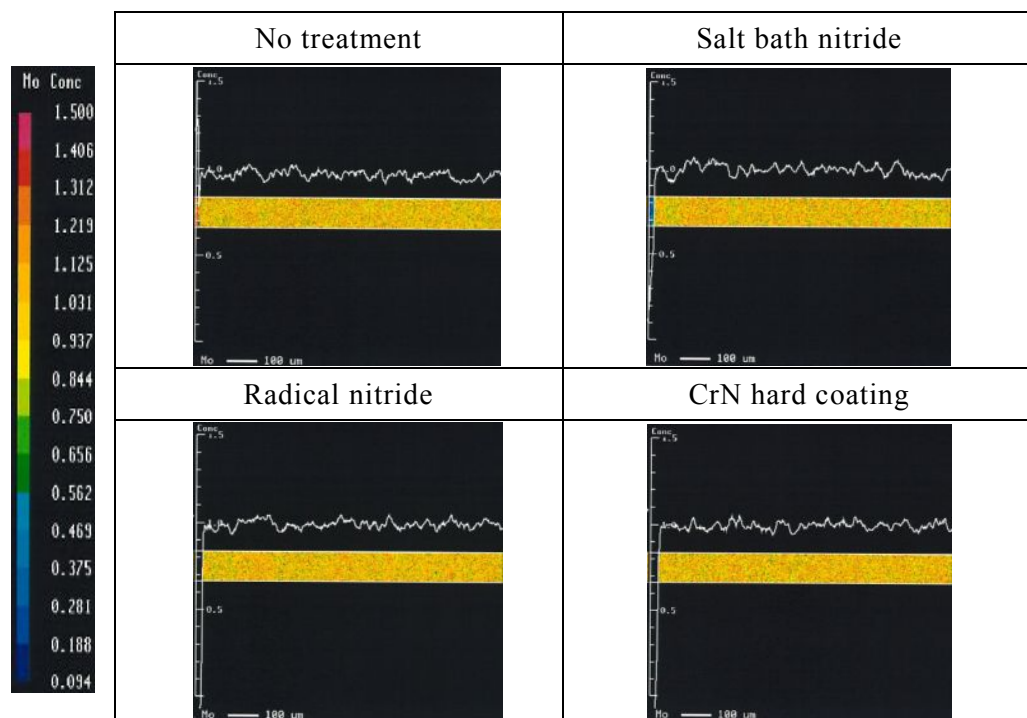 No treatment
Salt bath nitride
Mo Conc
1.500
1.406
1.312
1.219
1.125
1.031
0.937
0.844
0.750
0.656
0.562
0.469
0.375
0.281
0.188
0.094
Conc
1.5
1.0
0.5
Mo 100 um
Conc
1.5
1.0
0.5
Mo 100 um
Radical nitride
CrN hard coating
Conc
1.5
1.0
0.5
Mo 100 um
Conc
1.5
1.0
0.5
Mo 100 um